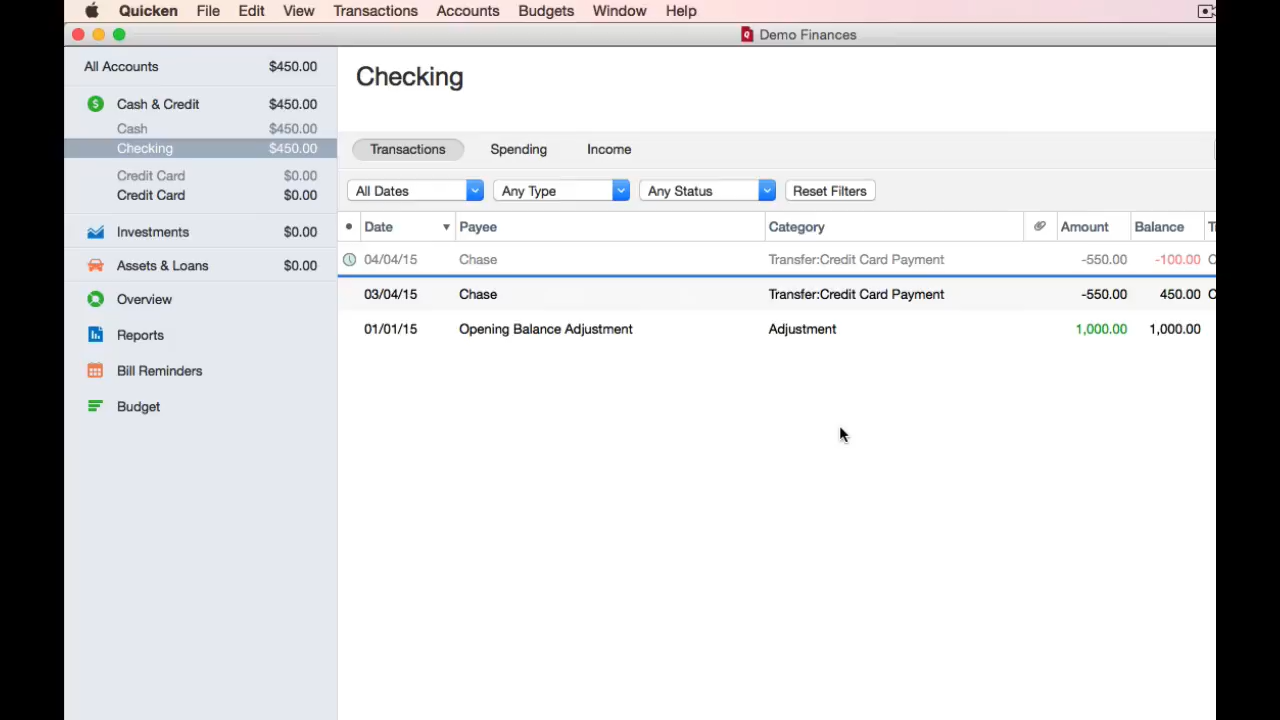 Quicken File Edit View Transactions Accounts Budgets Window Help
Demo Finances
All Accounts $450.00
Cash & Credit $450.00
Cash $450.00
Checking $450.00
Credit Card $0.00
Credit Card $0.00
Investments $0.00
Assets & Loans $0.00
Overview
Reports
Bill Reminders
Budget
Checking
Transactions Spending Income
All Dates Any Type Any Status Reset Filters
Date Payee Category Amount Balance
04/04/15 Chase Transfer:Credit Card Payment -550.00 -100.00
03/04/15 Chase Transfer:Credit Card Payment -550.00 450.00
01/01/15 Opening Balance Adjustment Adjustment 1,000.00 1,000.00